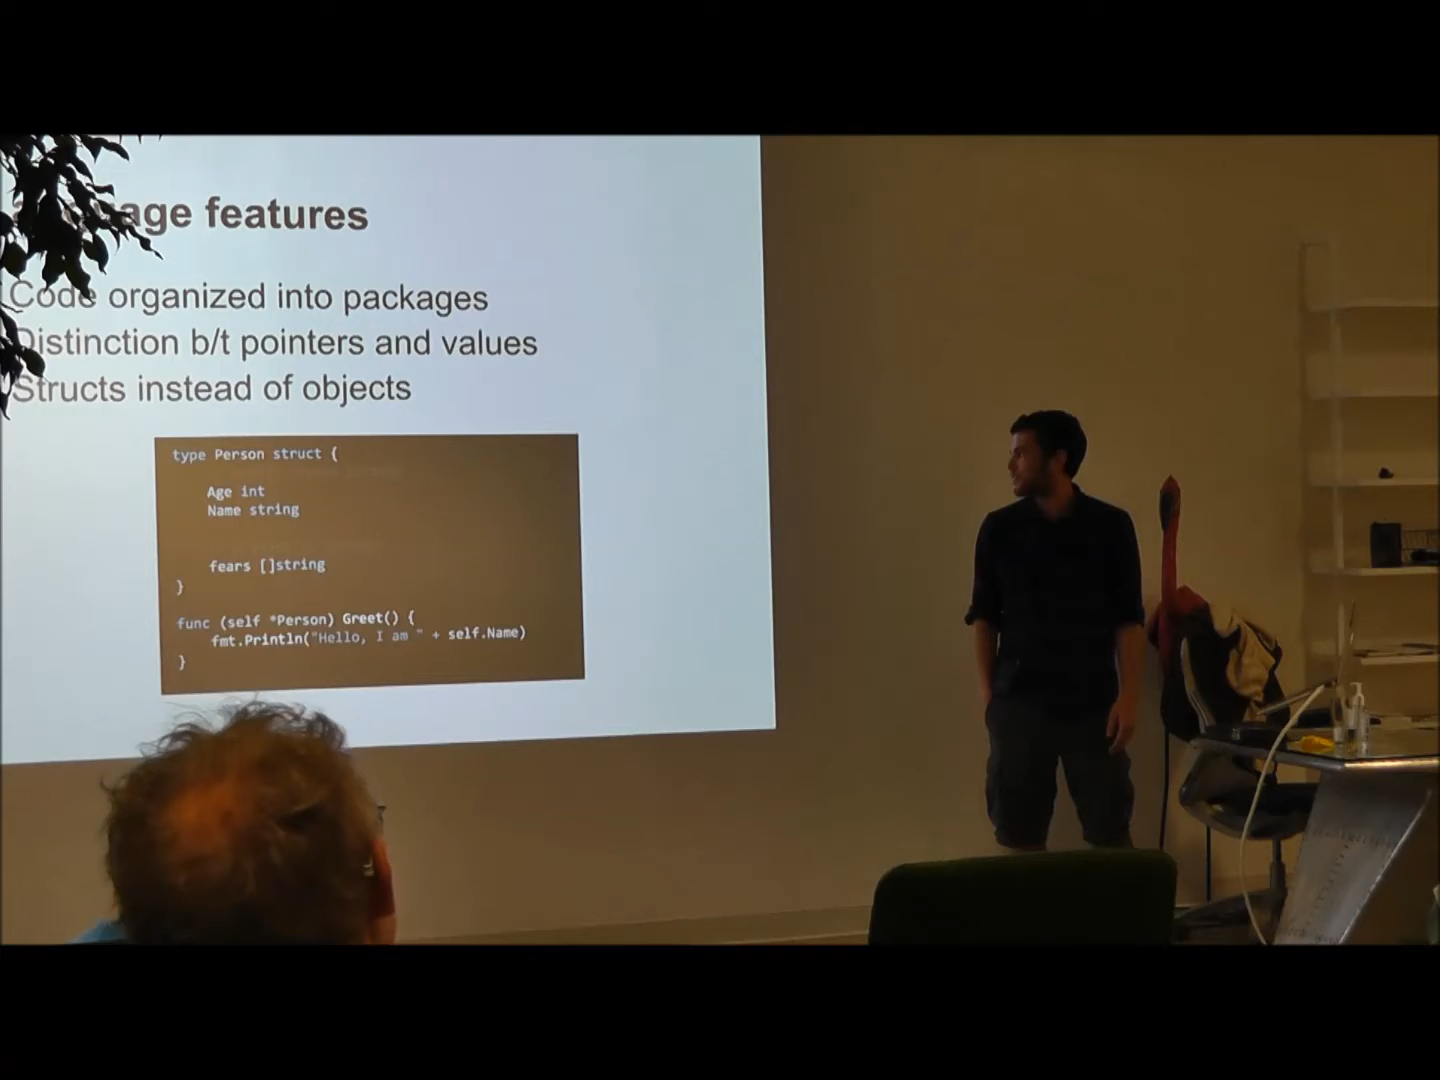 features
Code organized into packages
Distinction b/t pointers and values
Structs instead of objects
type Person struct {
Age int
Name string
fears []string
}
func (self *Person) Greet() {
fmt.Println("Hello, I am " + self.Name)
}